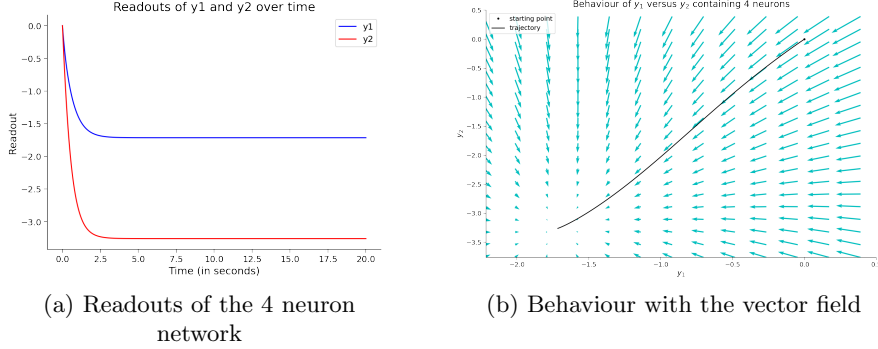 Readouts of y1 and y2 over time
y1
y2
Readout
0.0
−0.5
−1.0
−1.5
−2.0
−2.5
−3.0
0.0 2.5 5.0 7.5 10.0 12.5 15.0 17.5 20.0
Time (in seconds)
(a) Readouts of the 4 neuron
network
Behaviour of y₁ versus y₂ containing 4 neurons
starting point
trajectory
y₂
0.5
0.0
−0.5
−1.0
−1.5
−2.0
−2.5
−3.0
−3.5
−2.0 −1.5 −1.0 −0.5 0.0 0.5
y₁
(b) Behaviour with the vector field